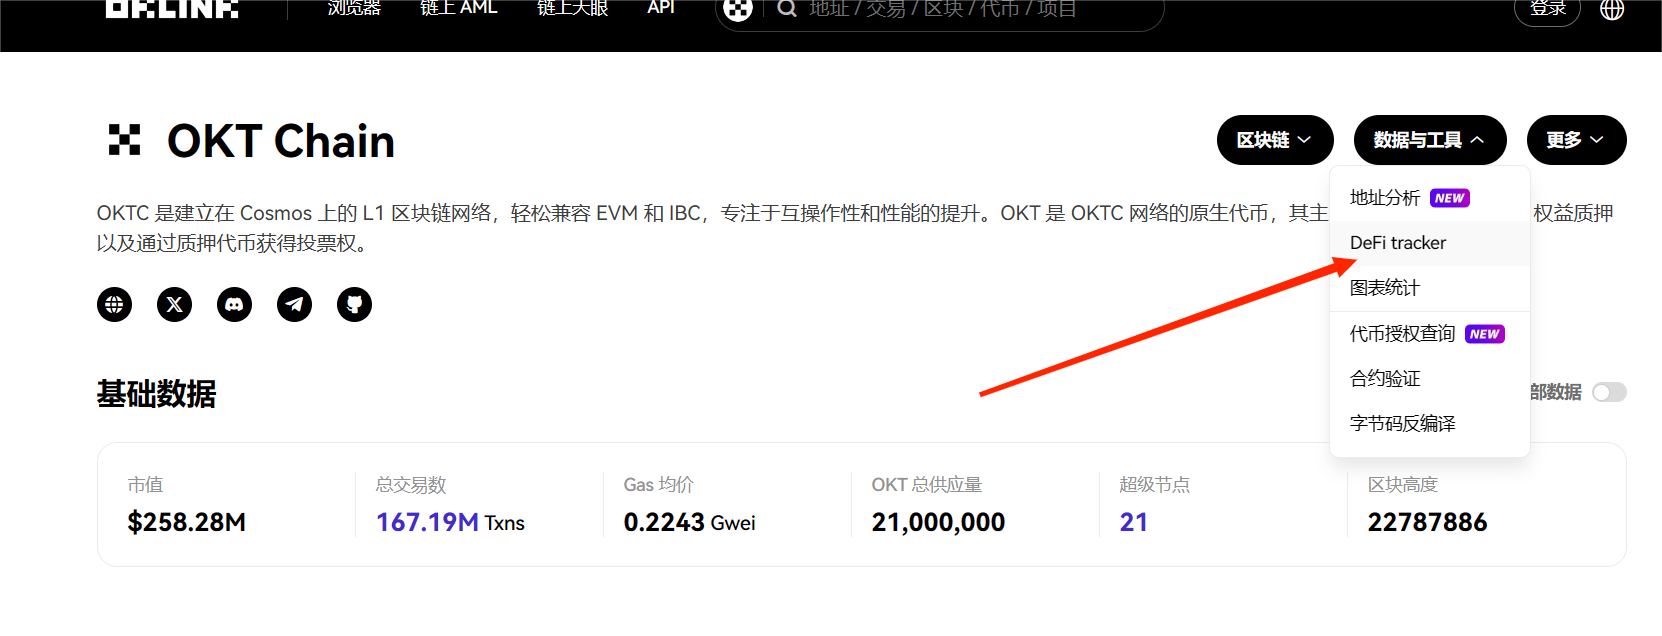 OKLINK 浏览器 链上 AML 链上天眼 API 地址 / 交易 / 区块 / 代币 / 项目 登录
OKT Chain 区块链 数据与工具 更多
地址分析 NEW
OKTC 是建立在 Cosmos 上的 L1 区块链网络，轻松兼容 EVM 和 IBC，专注于互操作性和性能的提升。OKT 是 OKTC 网络的原生代币，其主 权益质押
以及通过质押代币获得投票权。
DeFi tracker
图表统计
代币授权查询 NEW
合约验证
字节码反编译
基础数据 部数据
市值 总交易数 Gas 均价 OKT 总供应量 超级节点 区块高度
$258.28M 167.19M Txns 0.2243 Gwei 21,000,000 21 22787886